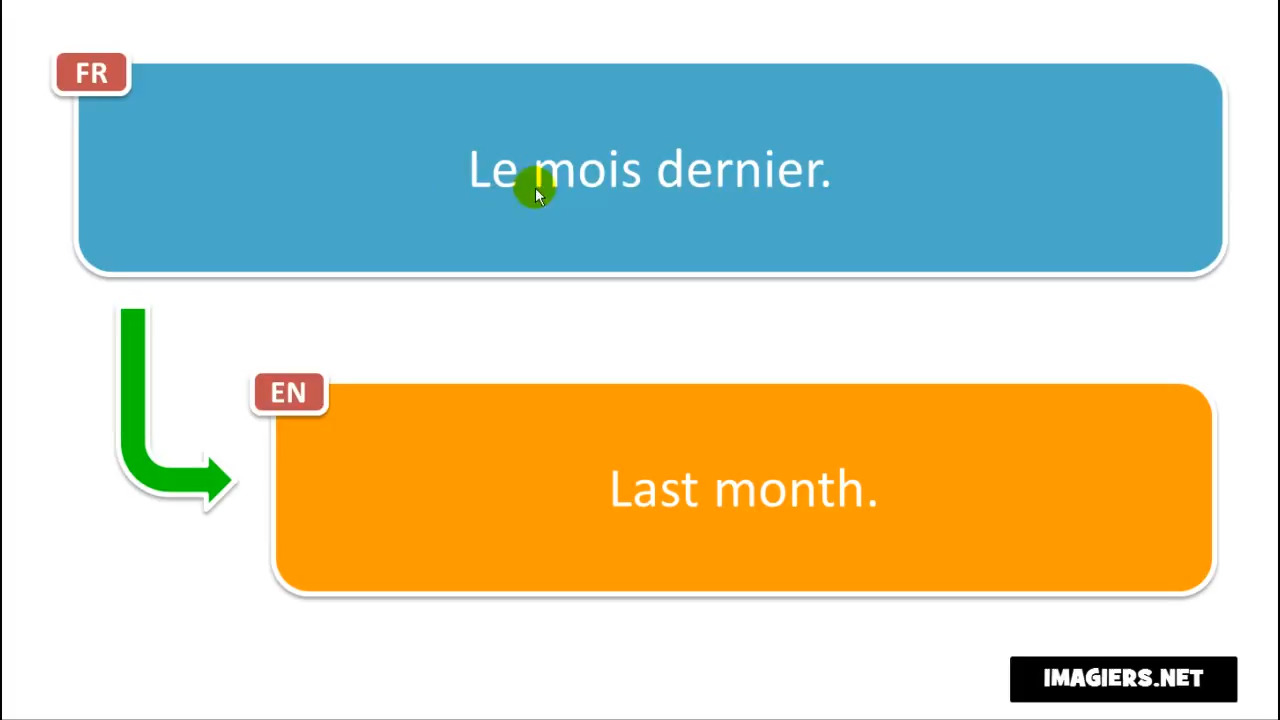 FR
Le mois dernier.
EN
Last month.
IMAGIERS.NET